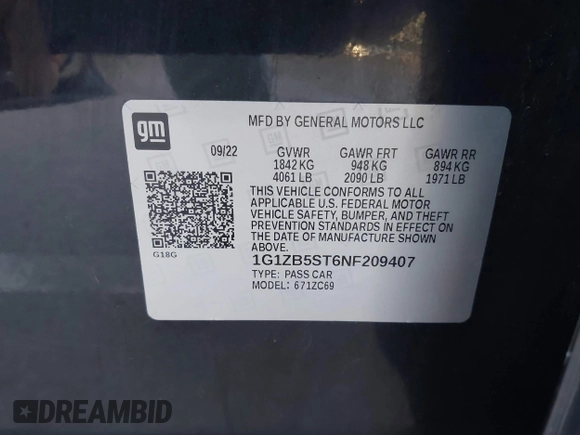 gm
MFD BY GENERAL MOTORS LLC
09/22 GVWR GAWR FRT GAWR RR
1842 KG 948 KG 894 KG
4061 LB 2090 LB 1971 LB
THIS VEHICLE CONFORMS TO ALL
APPLICABLE U.S. FEDERAL MOTOR
VEHICLE SAFETY, BUMPER, AND THEFT
PREVENTION STANDARDS IN EFFECT ON
THE DATE OF MANUFACTURE SHOWN
ABOVE.
G18G
1G1ZB5ST6NF209407
TYPE: PASS CAR
MODEL: 671ZC69
DREAMBID